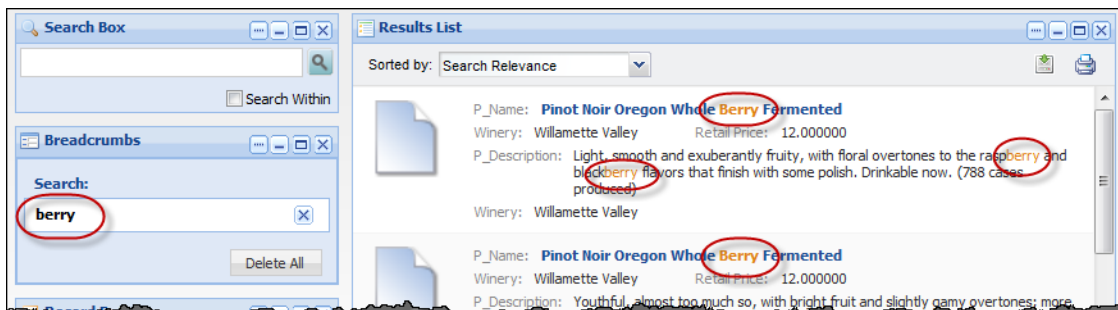 Search Box
Search Within
Breadcrumbs
Search:
berry
Delete All
Results List
Sorted by: Search Relevance
P_Name: Pinot Noir Oregon Whole Berry Fermented
Winery: Willamette Valley Retail Price: 12.000000
P_Description: Light, smooth and exuberantly fruity, with floral overtones to the raspberry and
blackberry flavors that finish with some polish. Drinkable now. (788 cases
produced)
Winery: Willamette Valley
P_Name: Pinot Noir Oregon Whole Berry Fermented
Winery: Willamette Valley Retail Price: 12.000000
P_Description: Youthful, almost too much so, with bright fruit and slightly gamy overtones; more